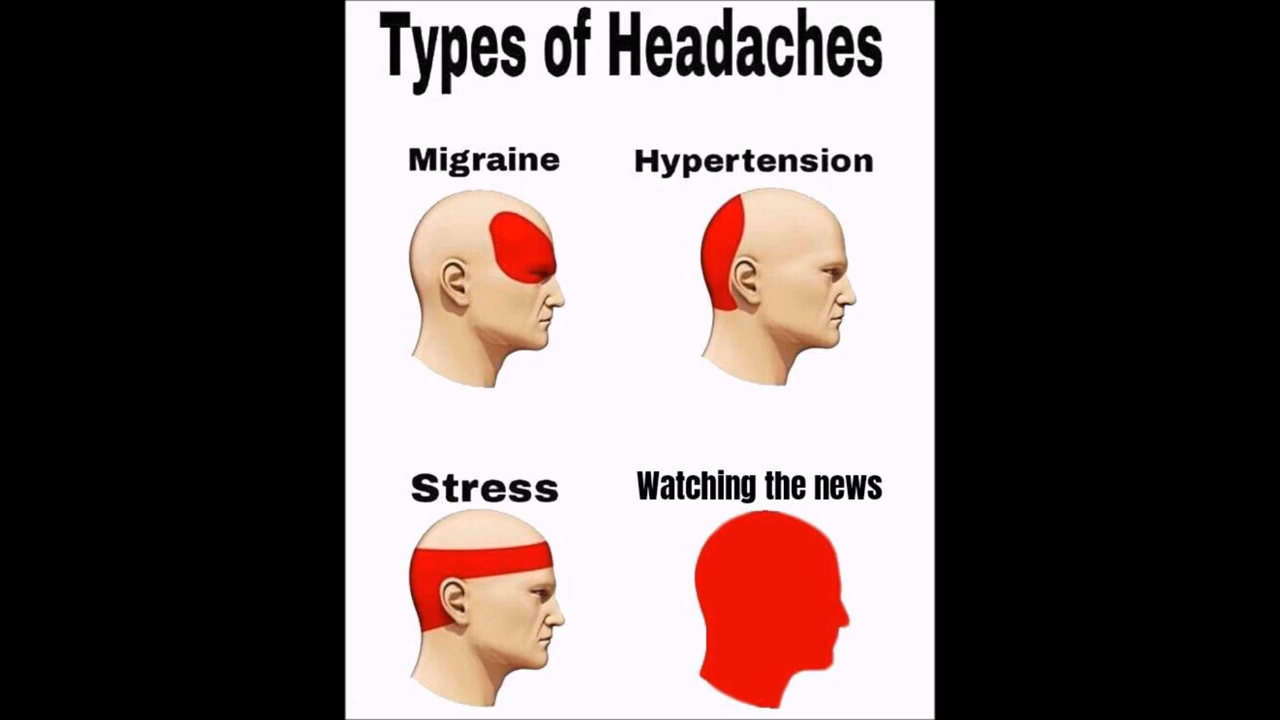 Types of Headaches
Migraine
Hypertension
Stress
Watching the news